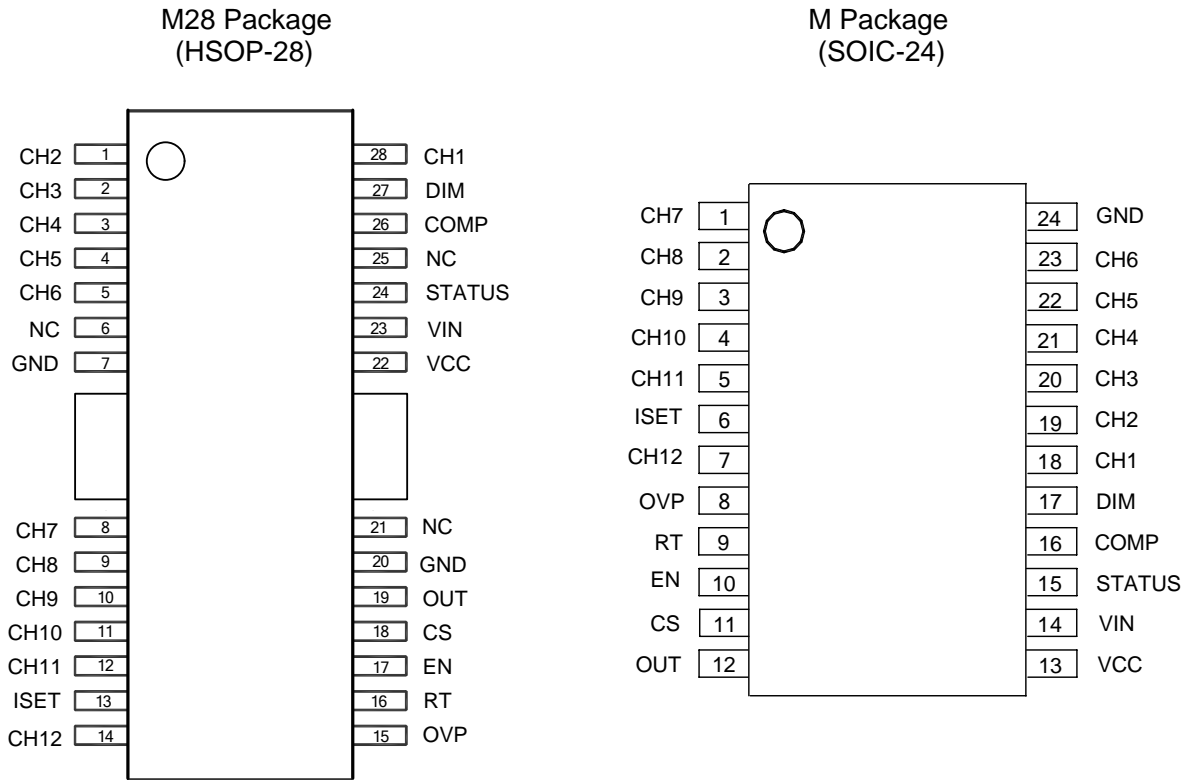 M28 Package
(HSOP-28)
CH2 1
CH3 2
CH4 3
CH5 4
CH6 5
NC 6
GND 7
CH7 8
CH8 9
CH9 10
CH10 11
CH11 12
ISET 13
CH12 14
28 CH1
27 DIM
26 COMP
25 NC
24 STATUS
23 VIN
22 VCC
21 NC
20 GND
19 OUT
18 CS
17 EN
16 RT
15 OVP
M Package
(SOIC-24)
CH7 1
CH8 2
CH9 3
CH10 4
CH11 5
ISET 6
CH12 7
OVP 8
RT 9
EN 10
CS 11
OUT 12
24 GND
23 CH6
22 CH5
21 CH4
20 CH3
19 CH2
18 CH1
17 DIM
16 COMP
15 STATUS
14 VIN
13 VCC